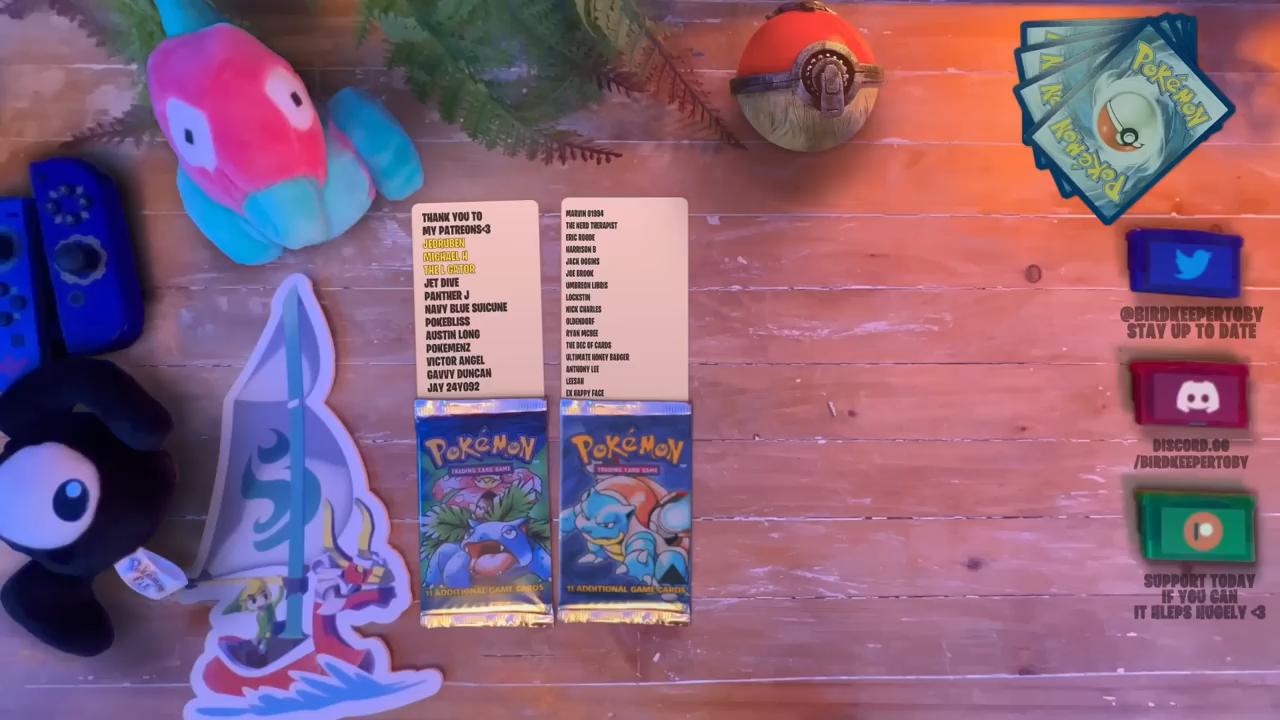 THANK YOU TO
MY PATREONS<3
JEDRUBEN
MICHAEL H
THE L GATOR
JET DIVE
PANTHER J
NAVY BLUE SUICUNE
POKEBLISS
AUSTIN LONG
POKEMENZ
VICTOR ANGEL
GAVVY DUNCAN
JAY 24Y092
MARVIN 01994
THE NERD THERAPIST
ERIC RODDE
HARRISON B
JACK OGGINS
JOE BROOK
UMBREON LIBRIS
LOCKSTIN
NICK CHARLES
OLDENDORF
RYAN MCBEE
THE DEC OF CARDS
ULTIMATE HONEY BADGER
ANTHONY LEE
LEESAH
EX HAPPY FACE
POKéMON
TRADING CARD GAME
11 ADDITIONAL GAME CARDS
POKéMON
TRADING CARD GAME
11 ADDITIONAL GAME CARDS
POKéMON
POKéMON
@BIRDKEEPERTOBY
STAY UP TO DATE
DISCORD.GG
/BIRDKEEPERTOBY
SUPPORT TODAY
IF YOU CAN
IT HLEPS HUGELY <3